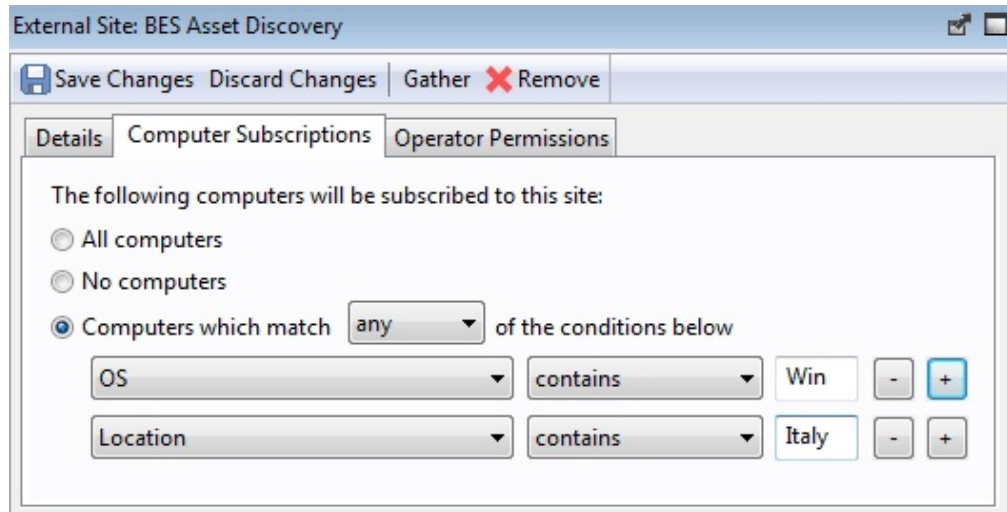 External Site: BES Asset Discovery
Save Changes Discard Changes Gather Remove
Details Computer Subscriptions Operator Permissions
The following computers will be subscribed to this site:
All computers
No computers
Computers which match any of the conditions below
OS contains Win - +
Location contains Italy - +